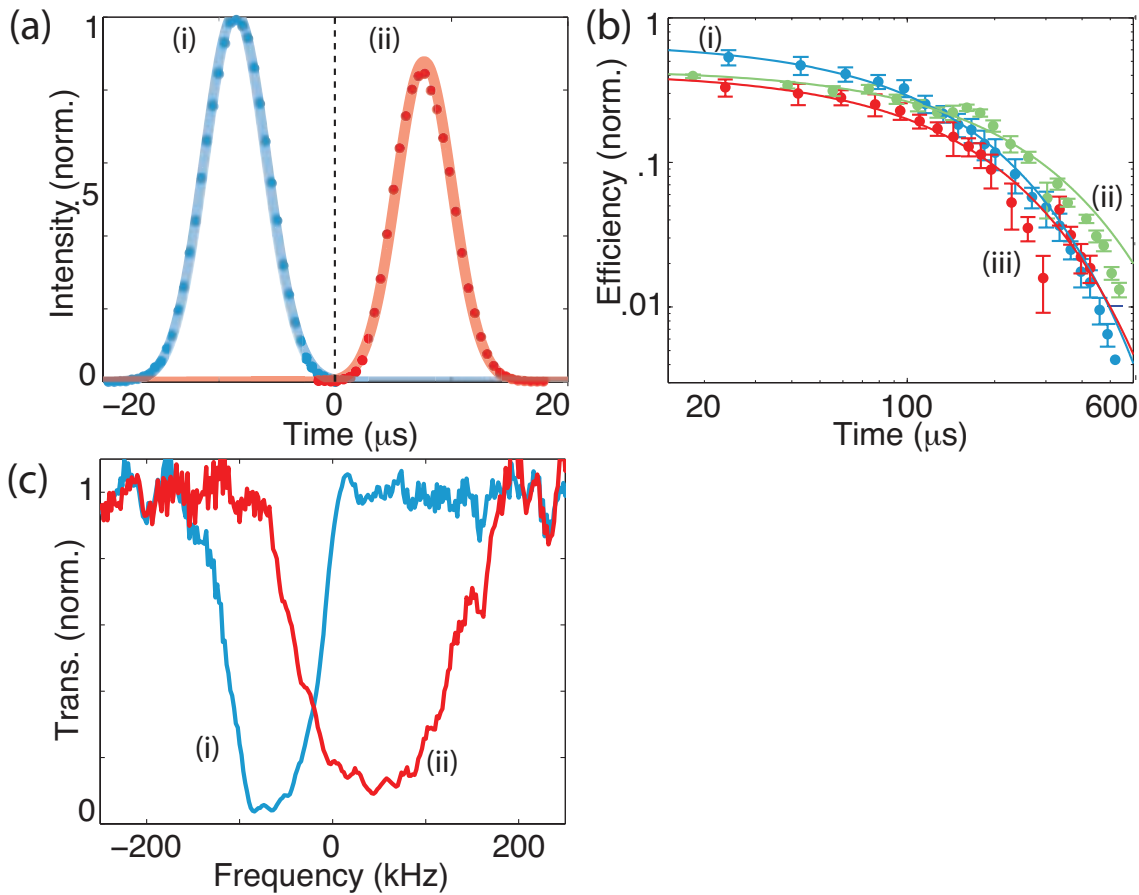 (a)
(i)
(ii)
1
5
0
Intensity (norm.)
−20
0
20
Time (μs)
(b)
(i)
(ii)
(iii)
1
.1
.01
Efficiency (norm.)
20
100
600
Time (μs)
(c)
1
0
Trans. (norm.)
(i)
(ii)
−200
0
200
Frequency (kHz)